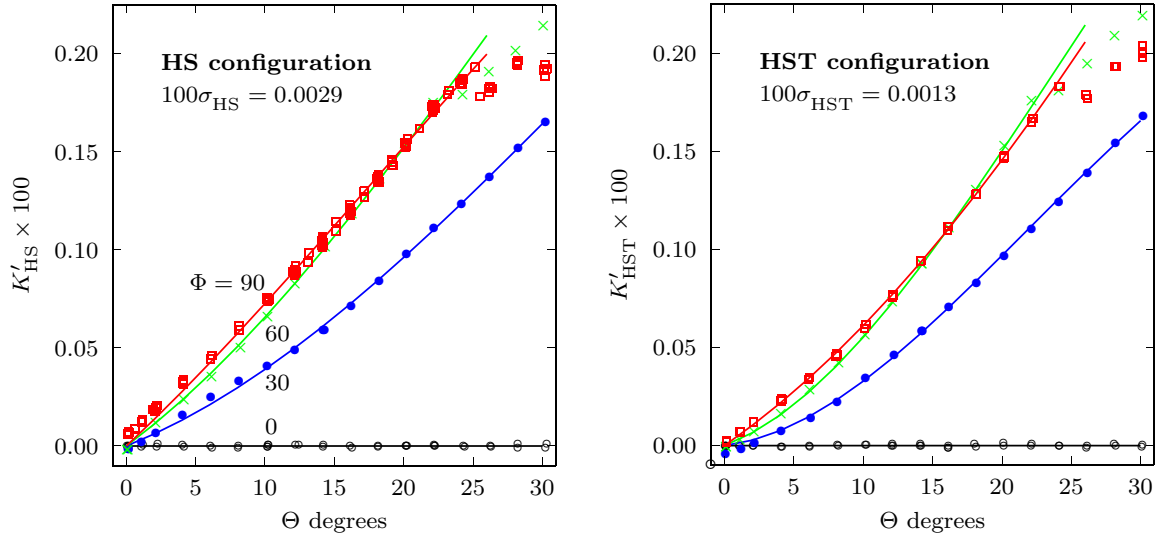 HS configuration
100σ_HS = 0.0029
0.20
0.15
0.10
0.05
0.00
K′_HS × 100
Φ = 90
60
30
0
0 5 10 15 20 25 30
Θ degrees
HST configuration
100σ_HST = 0.0013
0.20
0.15
0.10
0.05
0.00
K′_HST × 100
0 5 10 15 20 25 30
Θ degrees